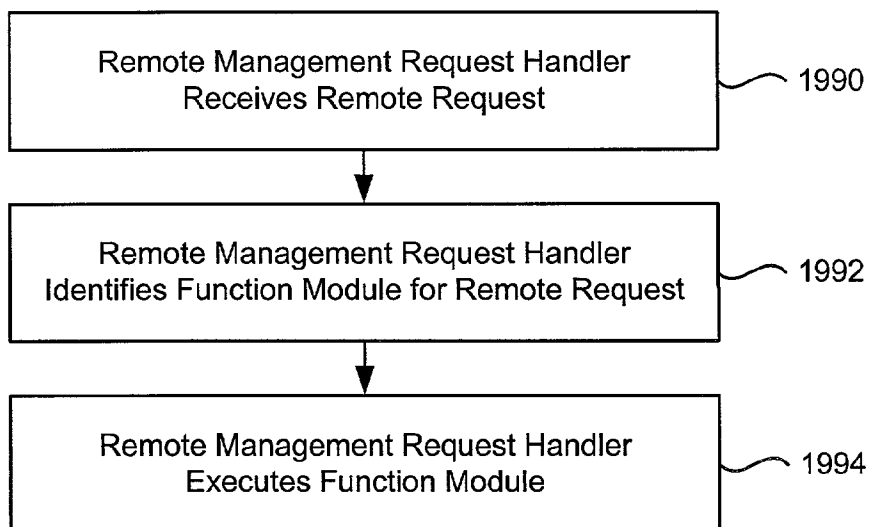 Remote Management Request Handler
Receives Remote Request
1990
Remote Management Request Handler
Identifies Function Module for Remote Request
1992
Remote Management Request Handler
Executes Function Module
1994